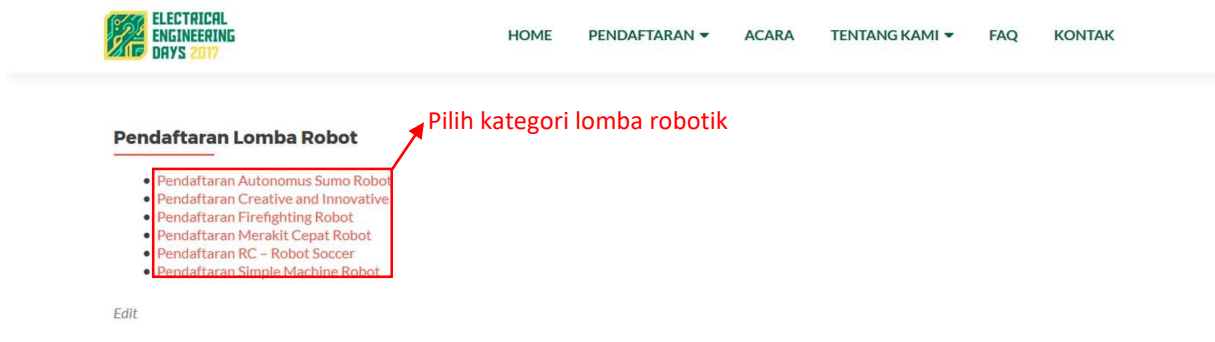 ELECTRICAL
ENGINEERING
DAYS 2017
HOME PENDAFTARAN ACARA TENTANG KAMI FAQ KONTAK
Pilih kategori lomba robotik
Pendaftaran Lomba Robot
Pendaftaran Autonomus Sumo Robot
Pendaftaran Creative and Innovative
Pendaftaran Firefighting Robot
Pendaftaran Merakit Cepat Robot
Pendaftaran RC – Robot Soccer
Pendaftaran Simple Machine Robot
Edit